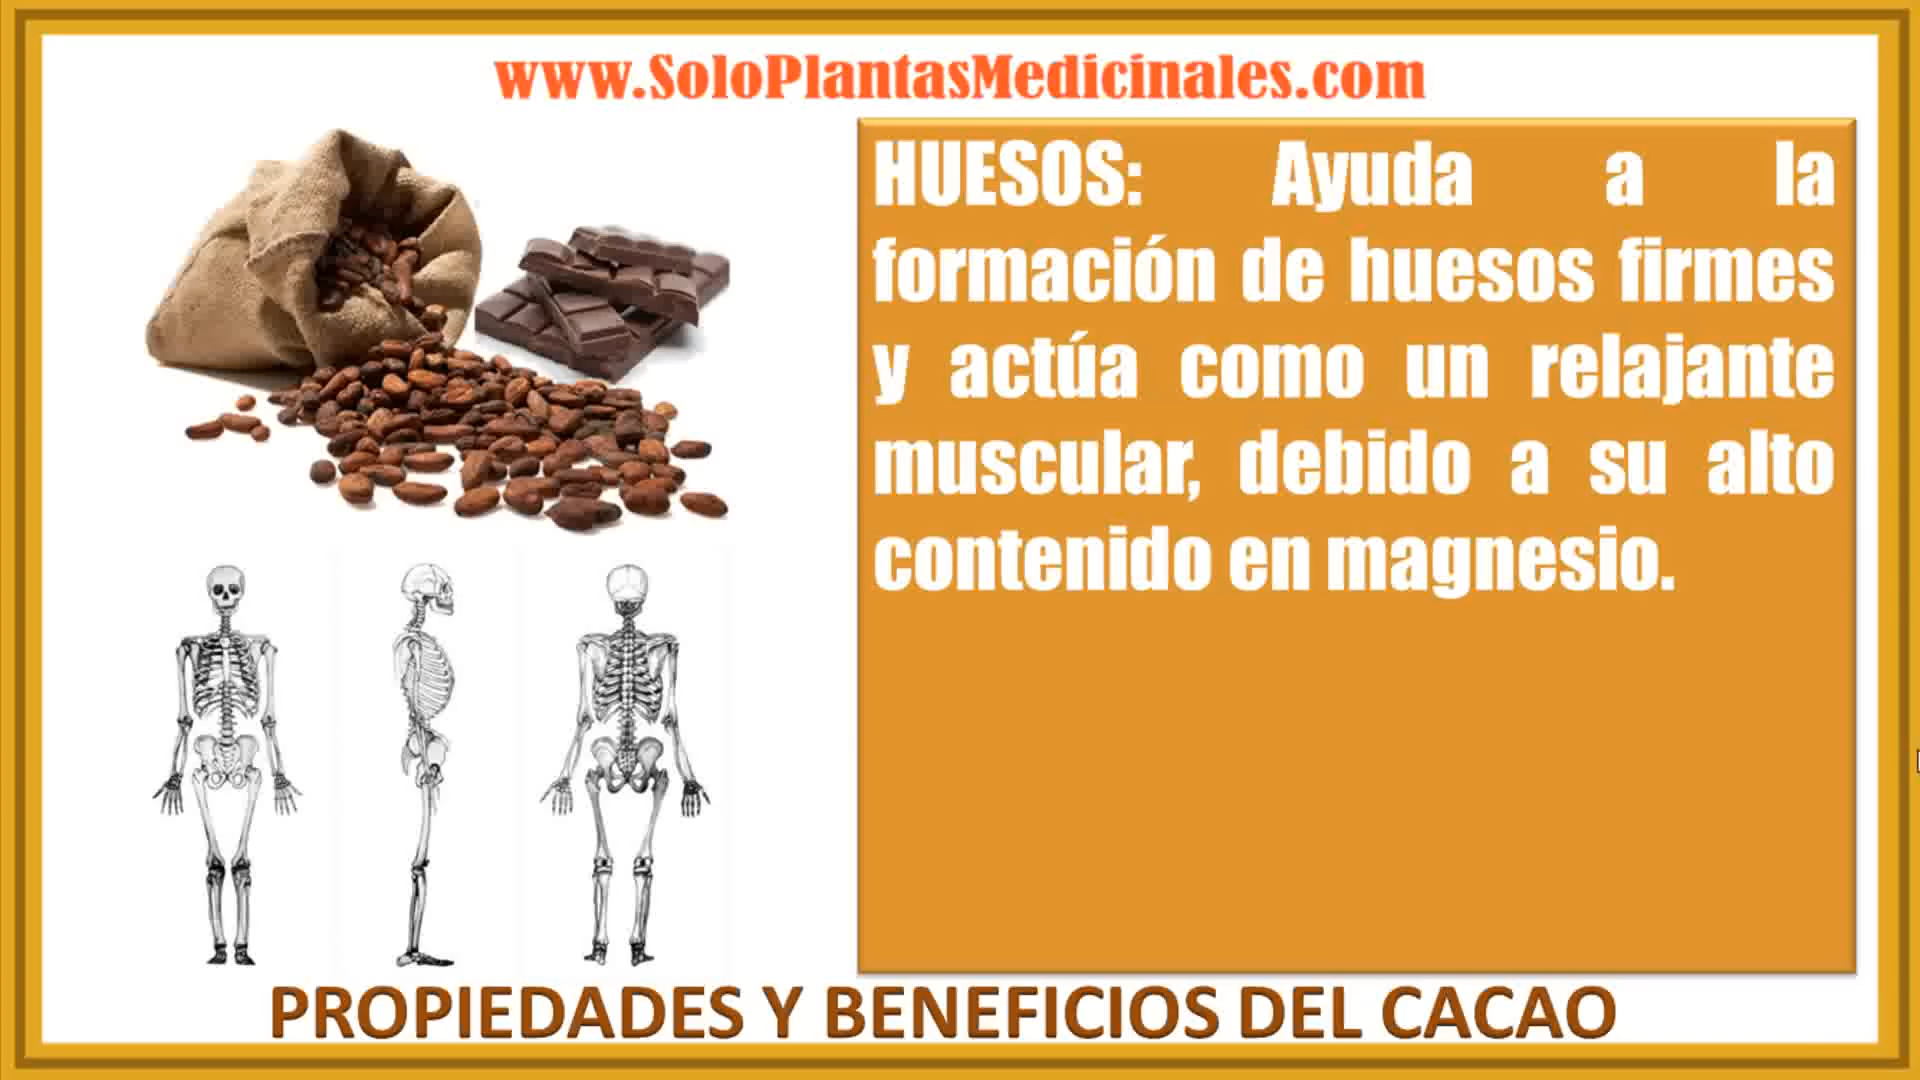 www.SoloPlantasMedicinales.com
HUESOS: Ayuda a la
formación de huesos firmes
y actúa como un relajante
muscular, debido a su alto
contenido en magnesio.
PROPIEDADES Y BENEFICIOS DEL CACAO